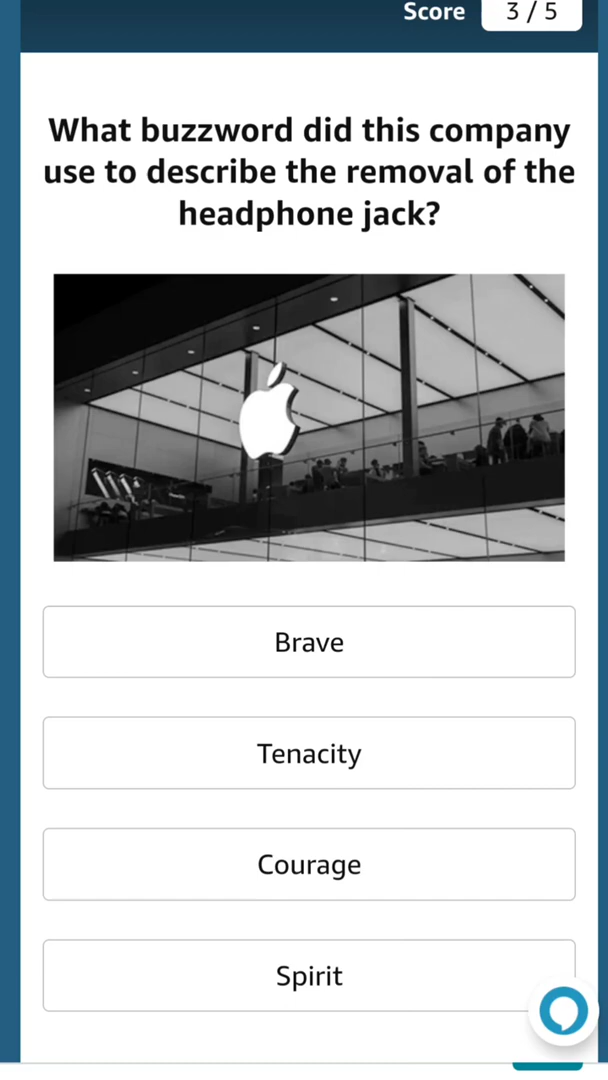 Score 3 / 5
What buzzword did this company
use to describe the removal of the
headphone jack?
Brave
Tenacity
Courage
Spirit